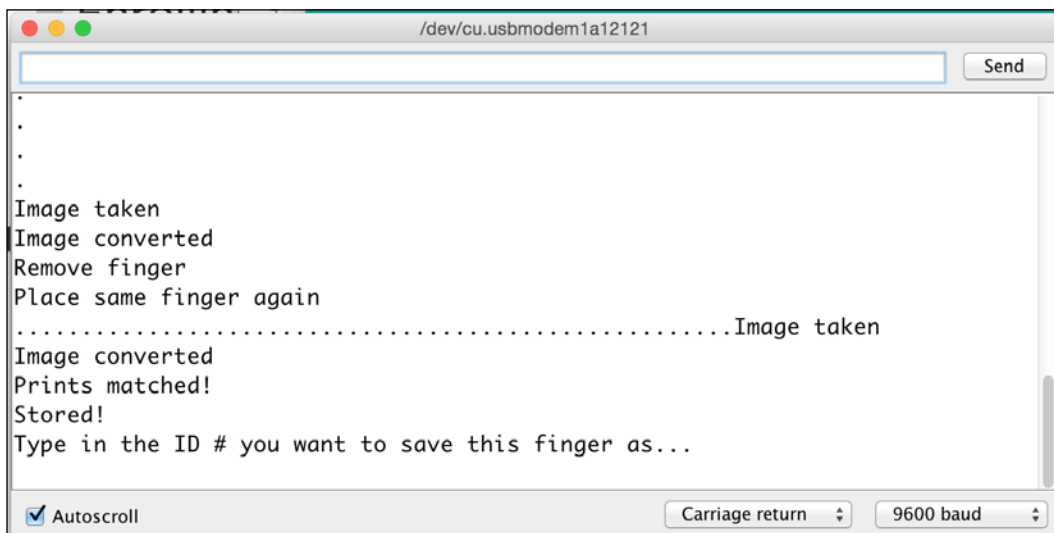 /dev/cu.usbmodem1a12121
Send
.
.
.
.
Image taken
Image converted
Remove finger
Place same finger again
.....................................................Image taken
Image converted
Prints matched!
Stored!
Type in the ID # you want to save this finger as...
Autoscroll
Carriage return
9600 baud